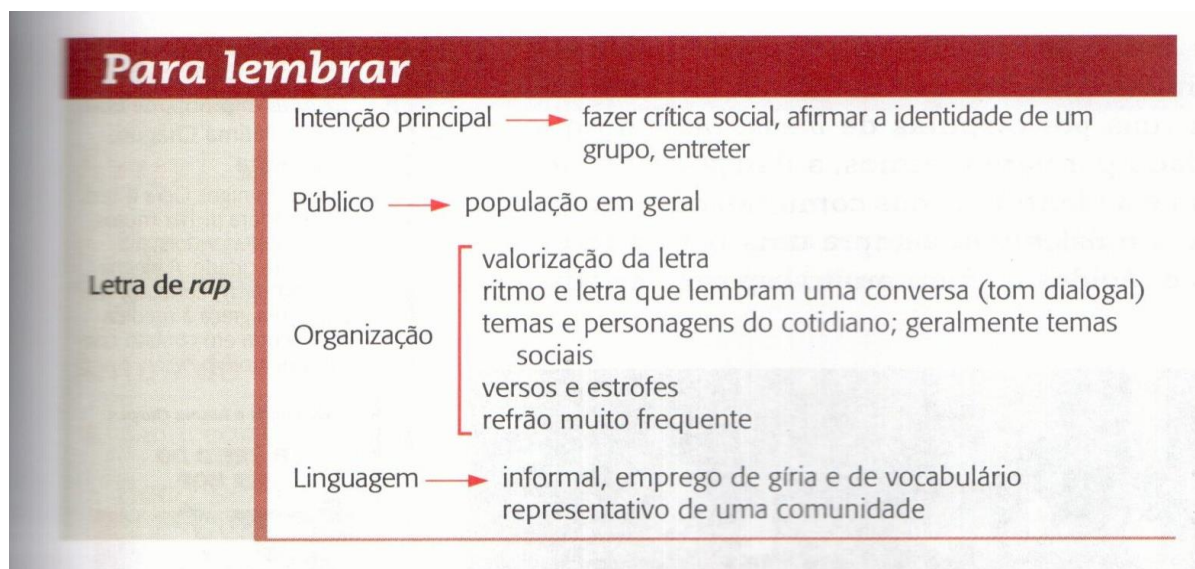 Para lembrar
Letra de rap
Intenção principal → fazer crítica social, afirmar a identidade de um
grupo, entreter
Público → população em geral
Organização
valorização da letra
ritmo e letra que lembram uma conversa (tom dialogal)
temas e personagens do cotidiano; geralmente temas
sociais
versos e estrofes
refrão muito frequente
Linguagem → informal, emprego de gíria e de vocabulário
representativo de uma comunidade